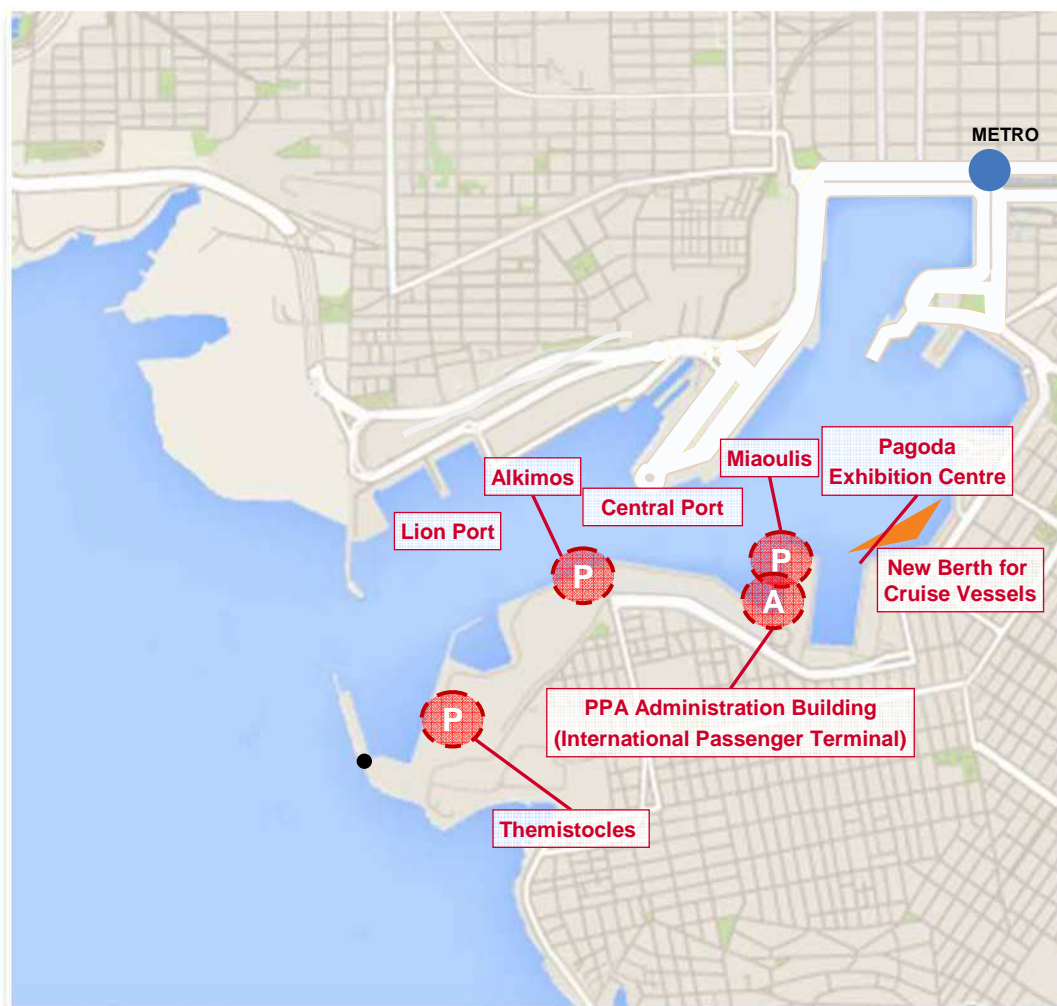 METRO
Pagoda
Exhibition Centre
Miaoulis
Alkimos
Central Port
Lion Port
P
P
New Berth for
Cruise Vessels
A
P
PPA Administration Building
(International Passenger Terminal)
Themistocles